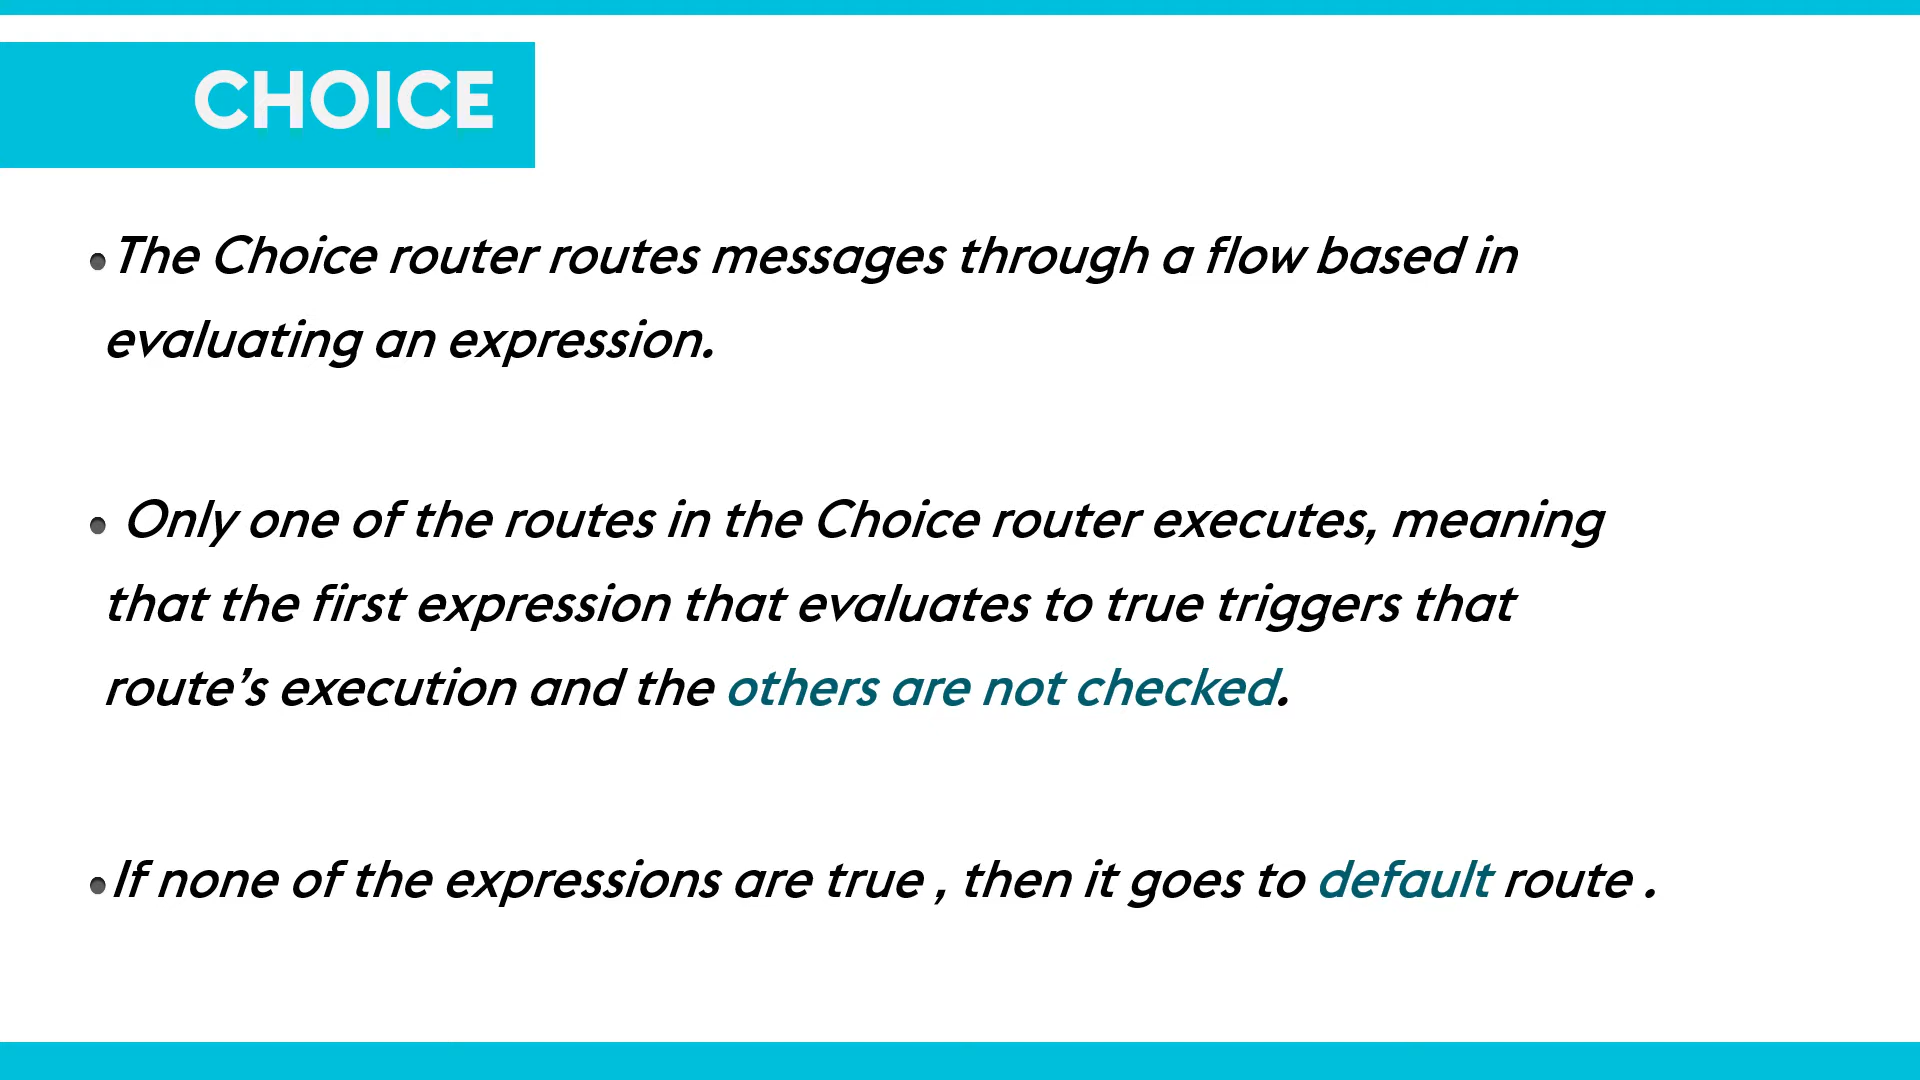 CHOICE
•The Choice router routes messages through a flow based in
evaluating an expression.
• Only one of the routes in the Choice router executes, meaning
that the first expression that evaluates to true triggers that
route’s execution and the others are not checked.
•If none of the expressions are true , then it goes to default route .